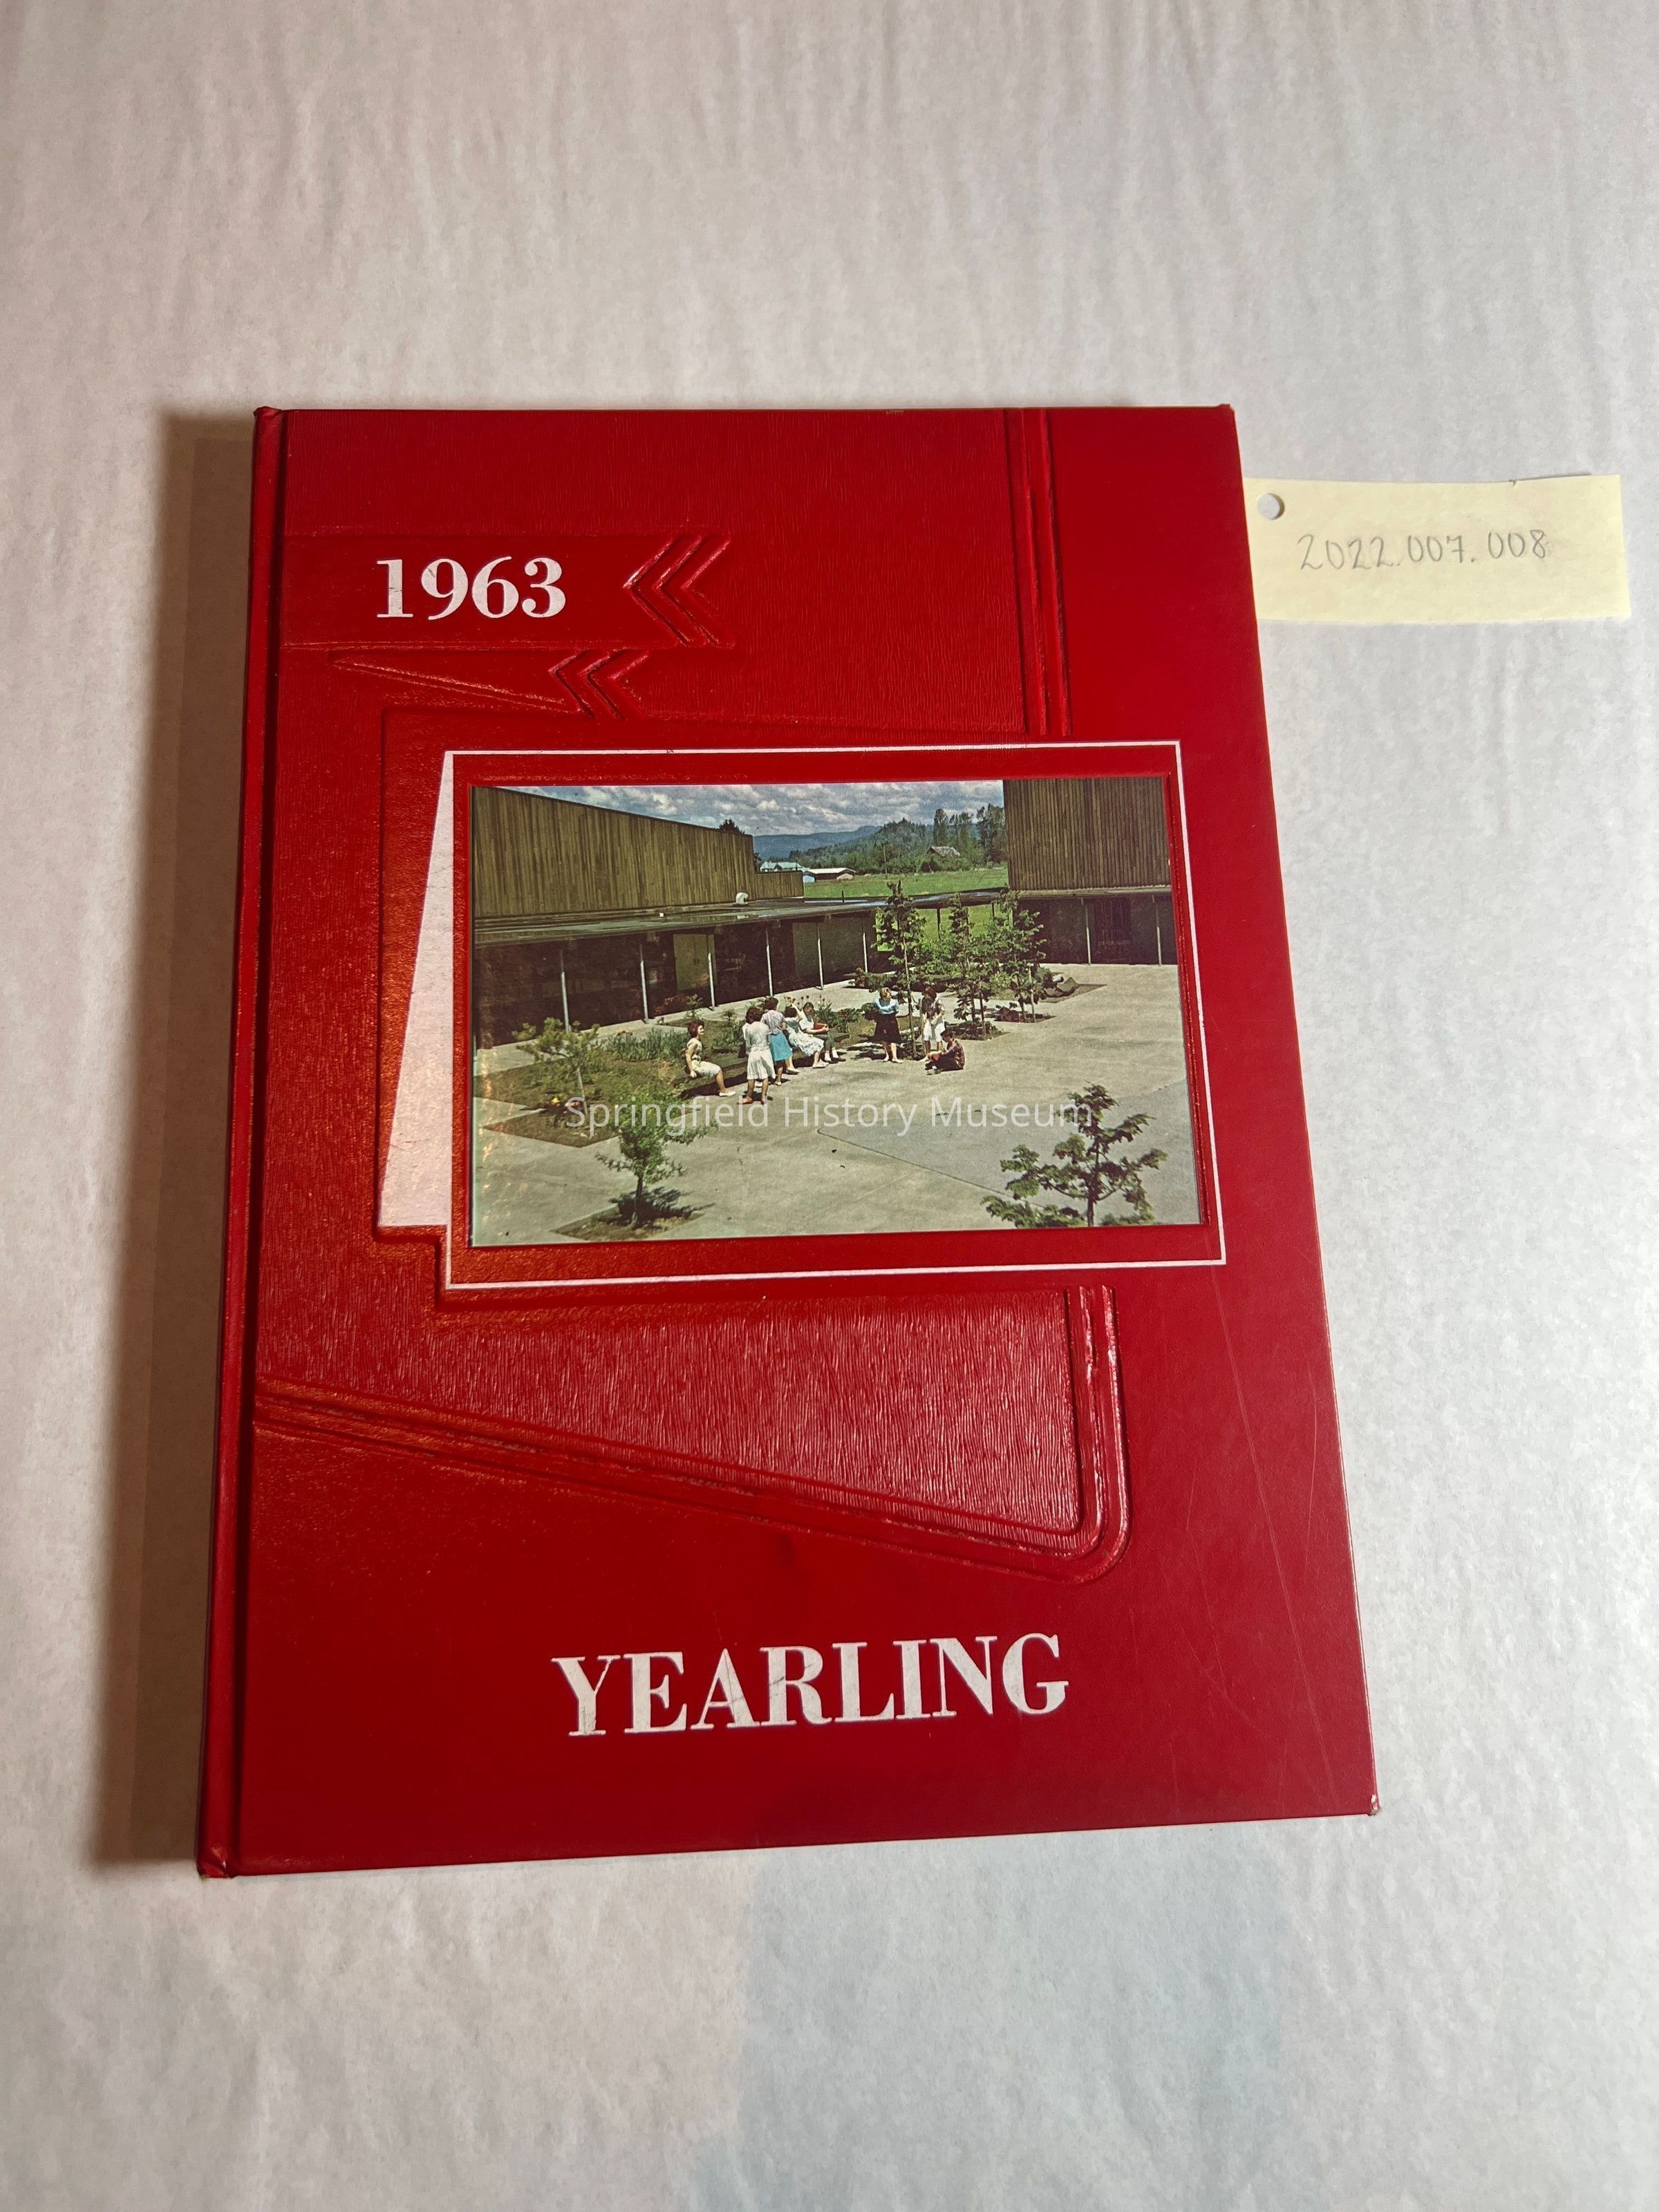 1963
2022.007.008
Springfield History Museum
YEARLING